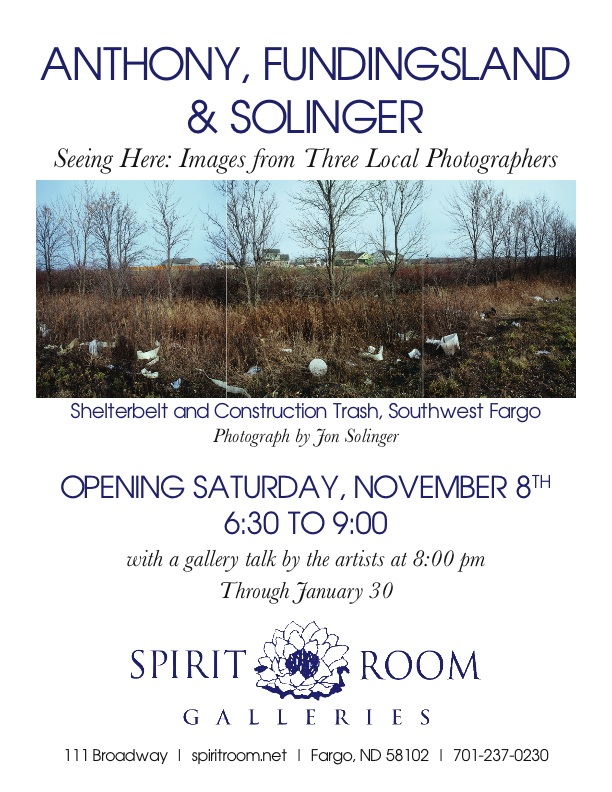 ANTHONY, FUNDINGSLAND
& SOLINGER
Seeing Here: Images from Three Local Photographers
Shelterbelt and Construction Trash, Southwest Fargo
Photograph by Jon Solinger
OPENING SATURDAY, NOVEMBER 8TH
6:30 TO 9:00
with a gallery talk by the artists at 8:00 pm
Through January 30
SPIRIT ROOM
GALLERIES
111 Broadway | spiritroom.net | Fargo, ND 58102 | 701-237-0230